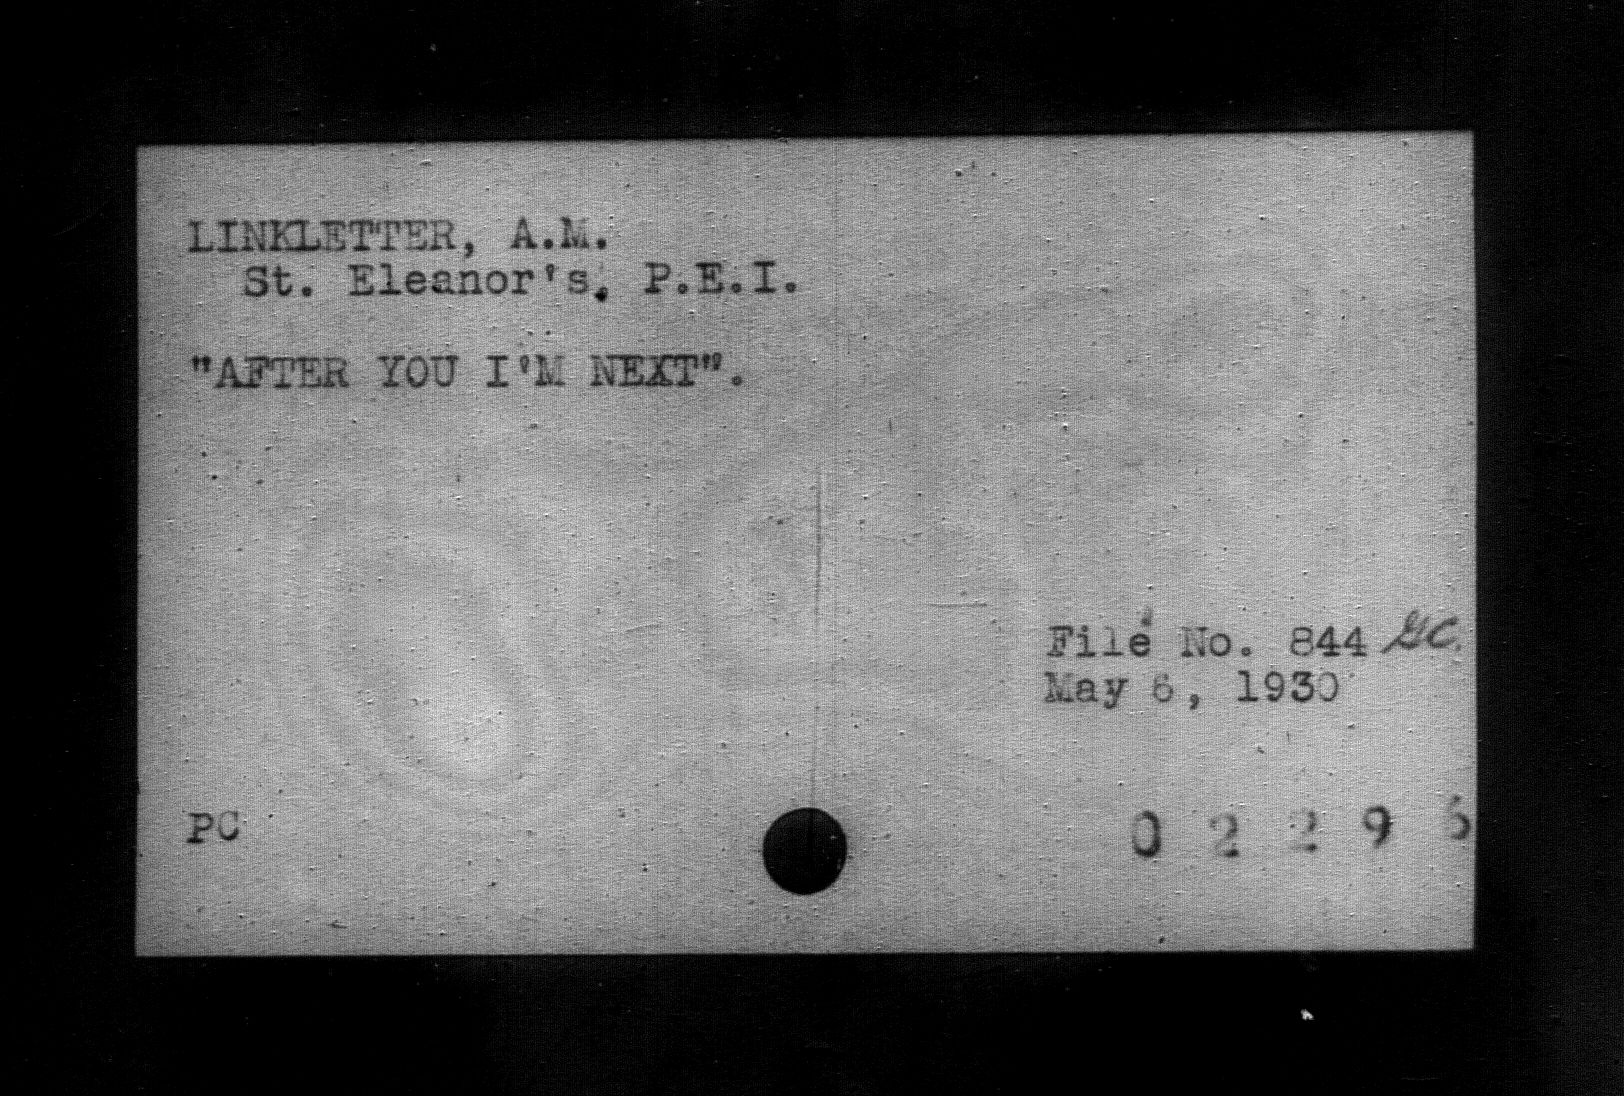 LINKLETTER, A.M.
St. Eleanor's, P.E.I.
"AFTER YOU I'M NEXT".
File No. 844 GC.
May 6, 1930
PC
0 2 2 9 6